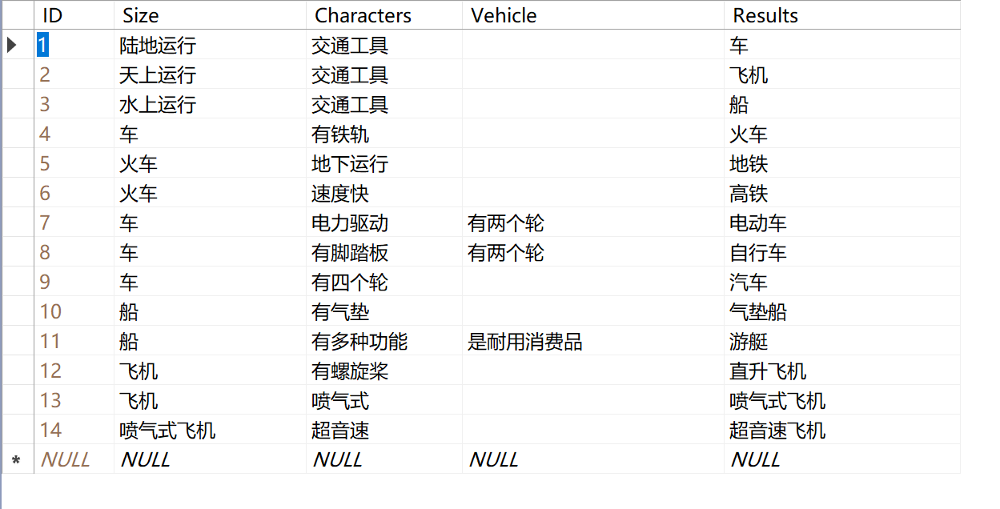 ID Size Characters Vehicle Results
1 陆地运行 交通工具 车
2 天上运行 交通工具 飞机
3 水上运行 交通工具 船
4 车 有铁轨 火车
5 火车 地下运行 地铁
6 火车 速度快 高铁
7 车 电力驱动 有两个轮 电动车
8 车 有脚踏板 有两个轮 自行车
9 车 有四个轮 汽车
10 船 有气垫 气垫船
11 船 有多种功能 是耐用消费品 游艇
12 飞机 有螺旋桨 直升飞机
13 飞机 喷气式 喷气式飞机
14 喷气式飞机 超音速 超音速飞机
* NULL NULL NULL NULL NULL